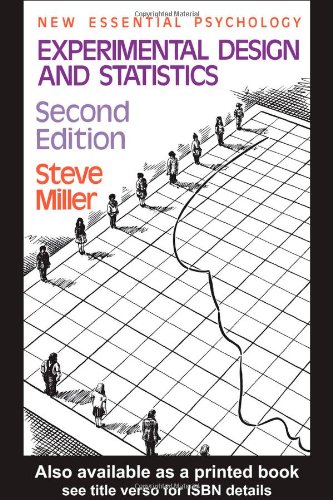 NEW ESSENTIAL PSYCHOLOGY
EXPERIMENTAL DESIGN
AND STATISTICS
Second
Edition
Steve
Miller
Also available as a printed book
see title verso for ISBN details